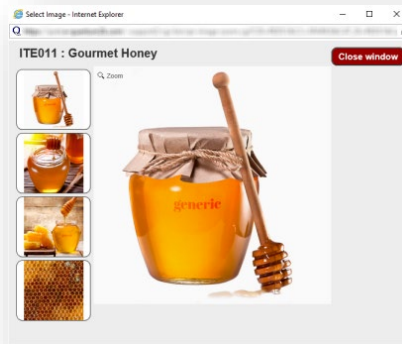 Select Image - Internet Explorer
ITE011 : Gourmet Honey
Close window
Zoom
generic